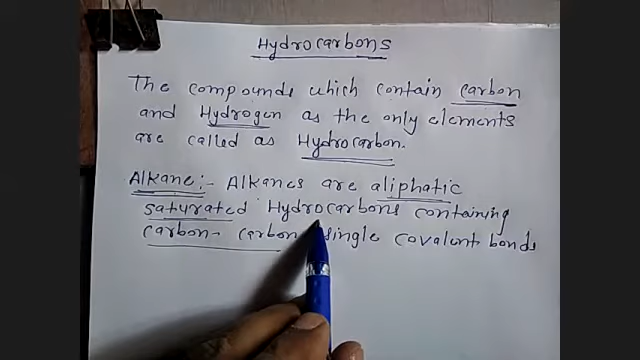 Hydrocarbons
The compounds which contain carbon
and Hydrogen as the only elements
are called as Hydrocarbon.
Alkane:- Alkanes are aliphatic
saturated Hydrocarbons containing
carbon- carbon single covalent bonds